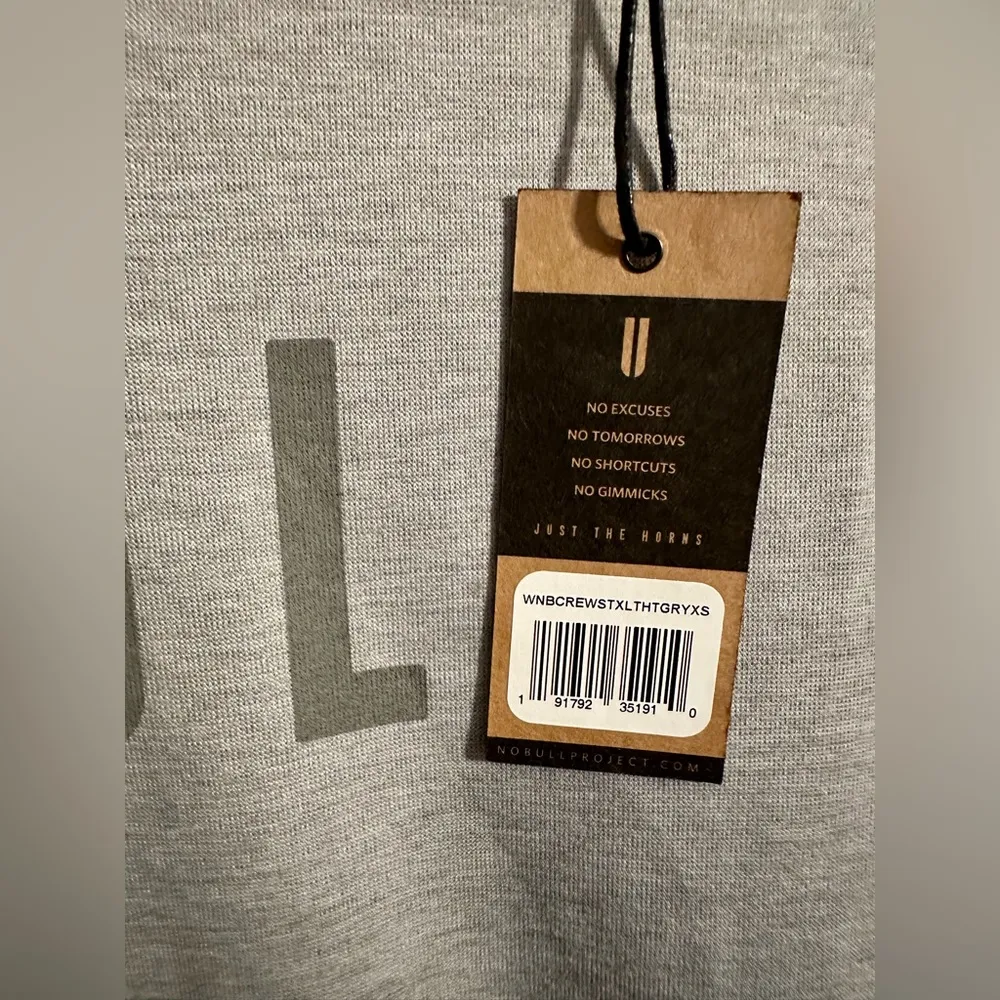 L
NO EXCUSES
NO TOMORROWS
NO SHORTCUTS
NO GIMMICKS
JUST THE HORNS
WNBCREWSTXLTHTGRYXS
1 91792 35191 0
NOBULLPROJECT.COM